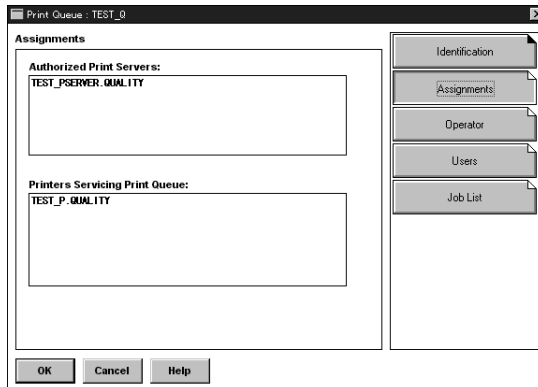 Print Queue : TEST_Q
Assignments
Authorized Print Servers:
TEST_PSERVER.QUALITY
Printers Servicing Print Queue:
TEST_P.QUALITY
Identification
Assignments
Operator
Users
Job List
OK
Cancel
Help